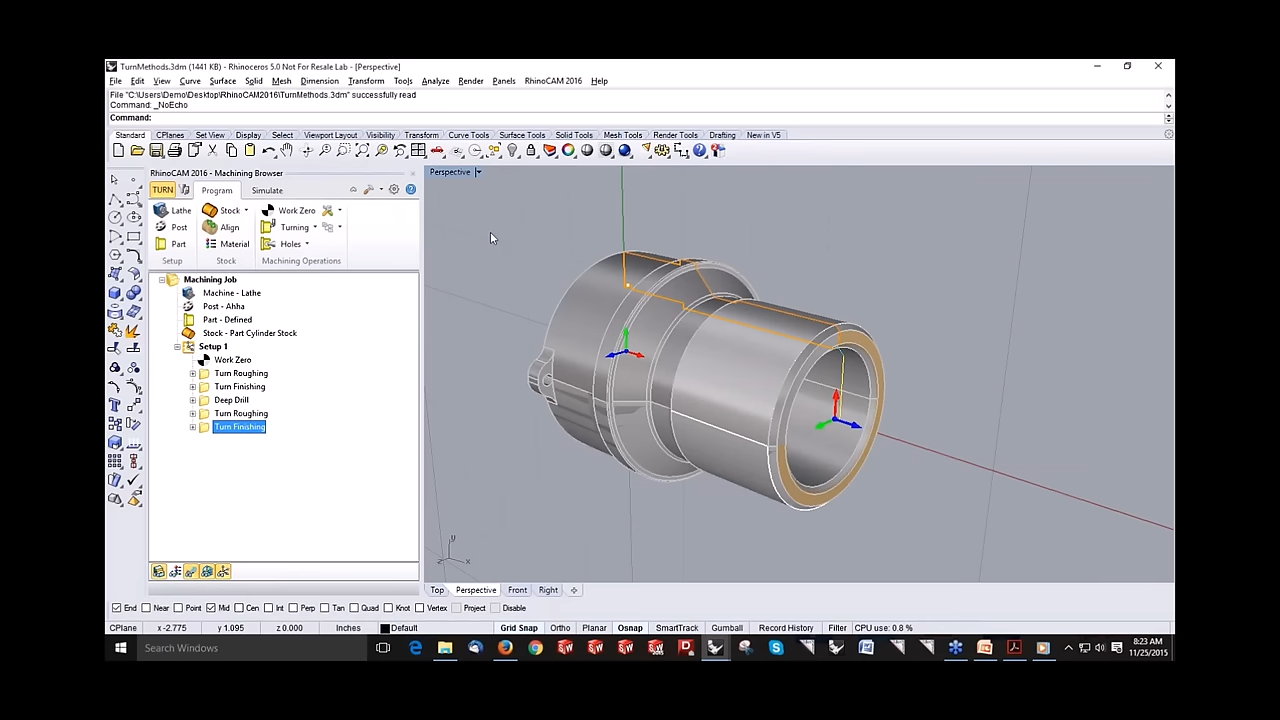 TurnMethods.3dm (1441 KB) - Rhinoceros 5.0 Not For Resale Lab - [Perspective]
File Edit View Curve Surface Solid Mesh Dimension Transform Tools Analyze Render Panels RhinoCAM 2016 Help
File "C:\Users\Demo\Desktop\RhinoCAM2016\TurnMethods.3dm" successfully read
Command: _NoEcho
Command:
Standard CPlanes Set View Display Select Viewport Layout Visibility Transform Curve Tools Surface Tools Solid Tools Mesh Tools Render Tools Drafting New in V5
RhinoCAM 2016 - Machining Browser
TURN Program Simulate
Lathe Stock Work Zero
Post Align Turning
Part Material Holes
Setup Stock Machining Operations
Machining Job
Machine - Lathe
Post - Ahha
Part - Defined
Stock - Part Cylinder Stock
Setup 1
Work Zero
Turn Roughing
Turn Finishing
Deep Drill
Turn Roughing
Turn Finishing
Perspective
y
z x
Top Perspective Front Right
End Near Point Mid Cen Int Perp Tan Quad Knot Vertex Project Disable
CPlane x -2.775 y 1.095 z 0.000 Inches Default Grid Snap Ortho Planar Osnap SmartTrack Gumball Record History Filter CPU use: 0.8 %
Search Windows
8:23 AM
11/25/2015